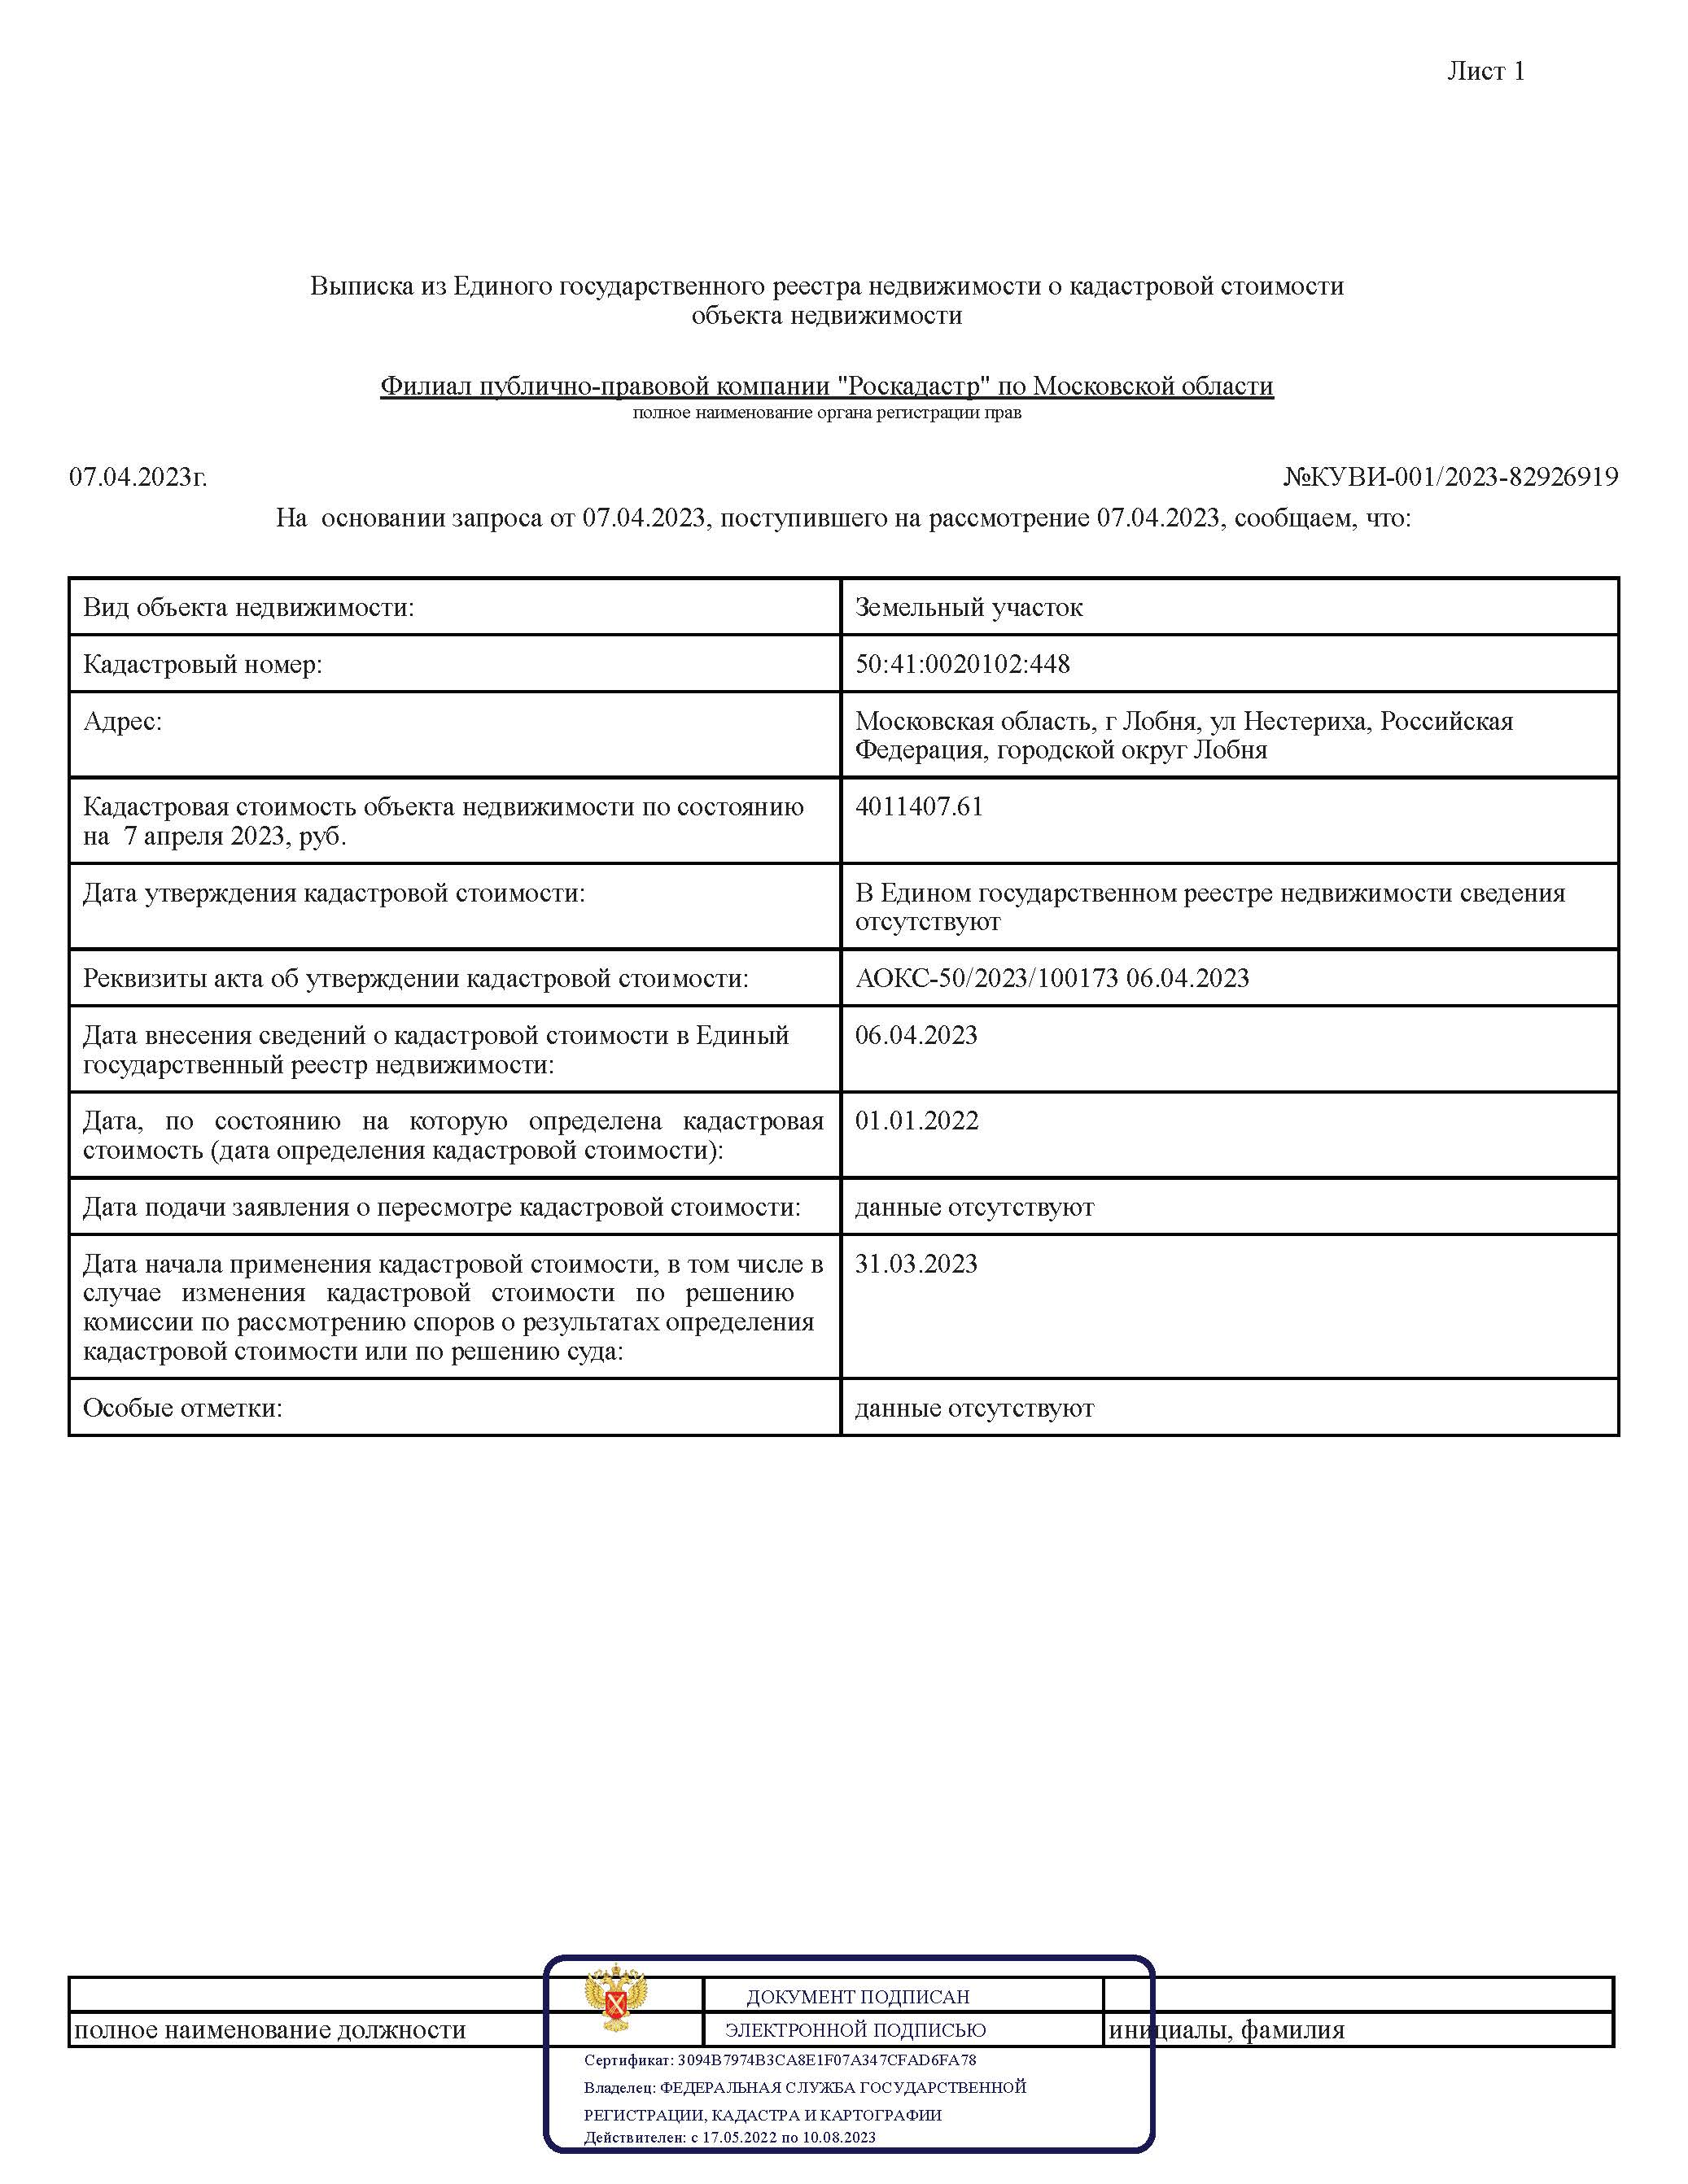 Лист 1
Выписка из Единого государственного реестра недвижимости о кадастровой стоимости
объекта недвижимости
Филиал публично-правовой компании "Роскадастр" по Московской области
полное наименование органа регистрации прав
07.04.2023г.
№КУВИ-001/2023-82926919
На основании запроса от 07.04.2023, поступившего на рассмотрение 07.04.2023, сообщаем, что:
Вид объекта недвижимости:
Земельный участок
Кадастровый номер:
50:41:0020102:448
Адрес:
Московская область, г Лобня, ул Нестериха, Российская
Федерация, городской округ Лобня
Кадастровая стоимость объекта недвижимости по состоянию
на 7 апреля 2023, руб.
4011407.61
Дата утверждения кадастровой стоимости:
В Едином государственном реестре недвижимости сведения
отсутствуют
Реквизиты акта об утверждении кадастровой стоимости:
АОКС-50/2023/100173 06.04.2023
Дата внесения сведений о кадастровой стоимости в Единый
государственный реестр недвижимости:
06.04.2023
Дата, по состоянию на которую определена кадастровая
стоимость (дата определения кадастровой стоимости):
01.01.2022
Дата подачи заявления о пересмотре кадастровой стоимости:
данные отсутствуют
Дата начала применения кадастровой стоимости, в том числе в
случае изменения кадастровой стоимости по решению
комиссии по рассмотрению споров о результатах определения
кадастровой стоимости или по решению суда:
31.03.2023
Особые отметки:
данные отсутствуют
ДОКУМЕНТ ПОДПИСАН
полное наименование должности
ЭЛЕКТРОННОЙ ПОДПИСЬЮ
инициалы, фамилия
Сертификат: 3094B7974B3CA8E1F07A347CFAD6FA78
Владелец: ФЕДЕРАЛЬНАЯ СЛУЖБА ГОСУДАРСТВЕННОЙ
РЕГИСТРАЦИИ, КАДАСТРА И КАРТОГРАФИИ
Действителен: с 17.05.2022 по 10.08.2023